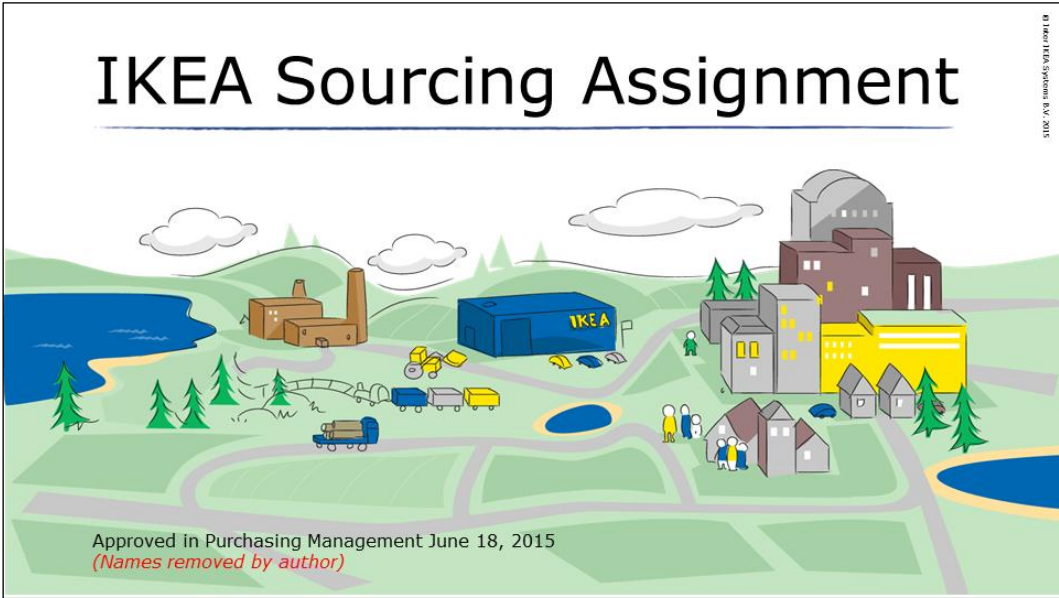 IKEA Sourcing Assignment
© Inter IKEA Systems B.V. 2015
IKEA
Approved in Purchasing Management June 18, 2015
(Names removed by author)